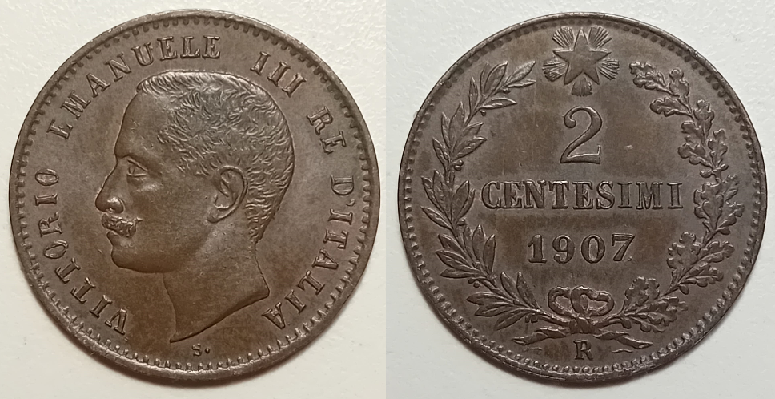 VITTORIO EMANUELE III RE D'ITALIA
S.
2
CENTESIMI
1907
R